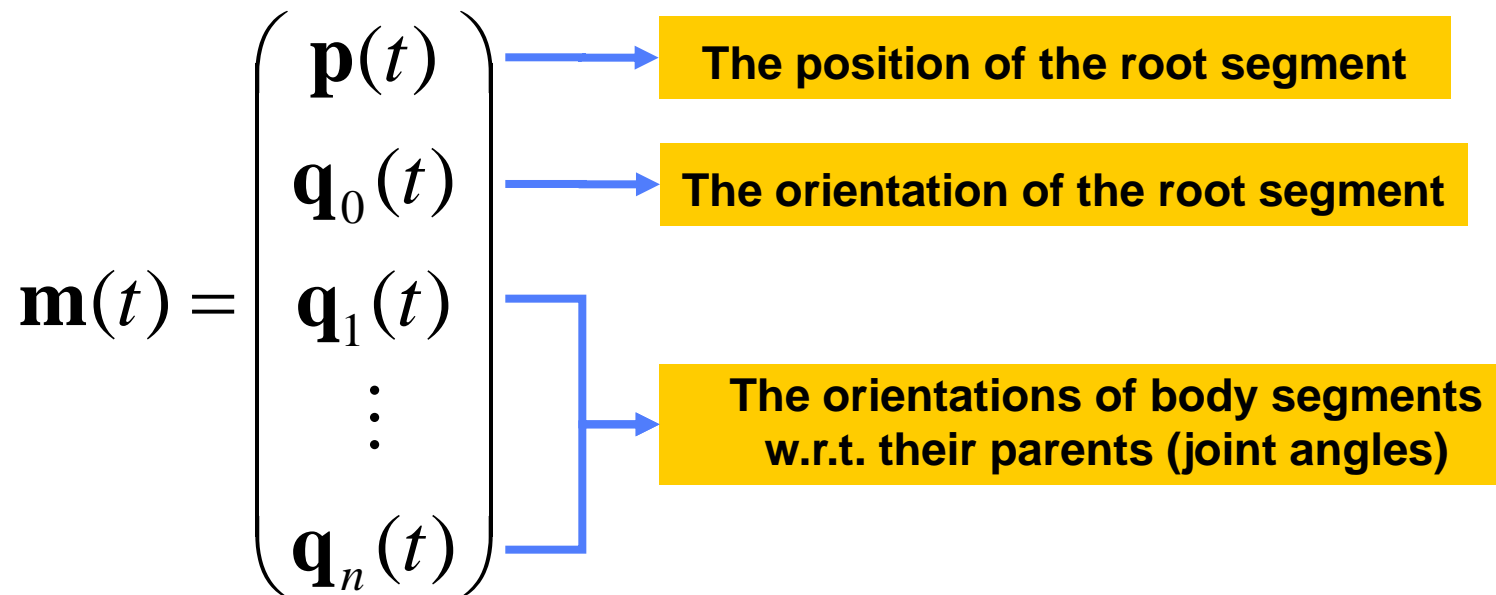 p(t)
The position of the root segment
q₀(t)
The orientation of the root segment
m(t) =
q₁(t)
⋮
The orientations of body segments
w.r.t. their parents (joint angles)
qₙ(t)